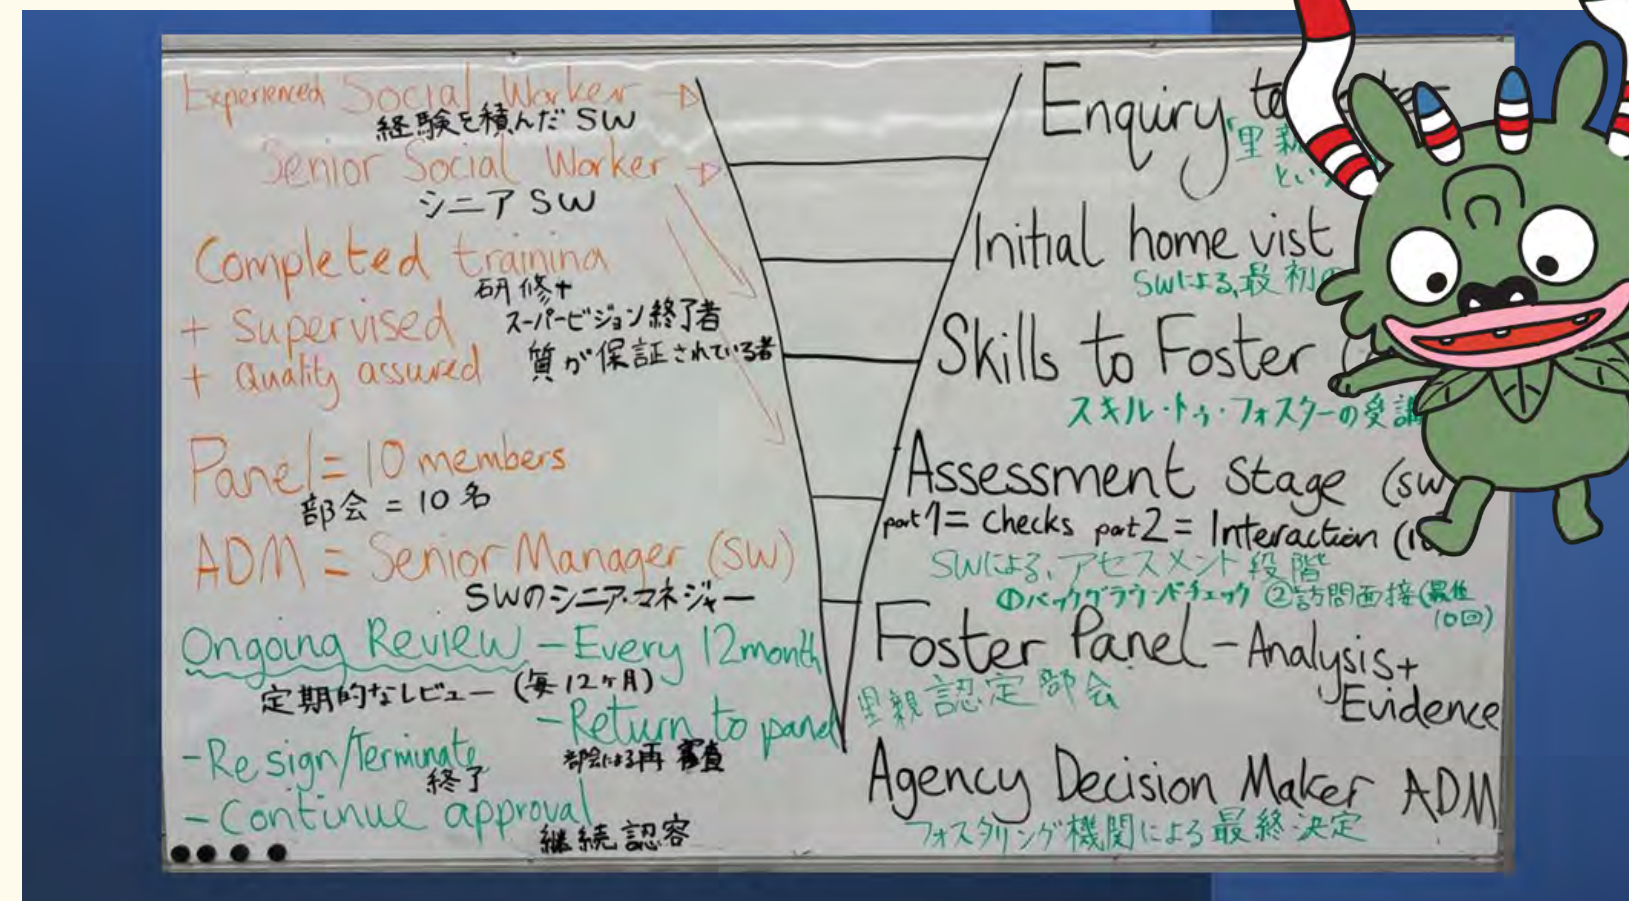 Experienced Social Worker
経験を積んだ SW
Senior Social Worker
シニア SW
Completed training
研修+
+ Supervised
スーパービジョン終了者
+ Quality assured
質が保証されている者
Panel = 10 members
部会 = 10名
ADM = Senior Manager (SW)
SWのシニア・マネジャー
Ongoing Review - Every 12month
定期的なレビュー (毎12ヶ月)
- Return to panel
部会による再審査
- Resign/Terminate
終了
- Continue approval
継続認容
Enquiry
里親
とい
Initial home vist
SWによる、最初の
Skills to Foster
スキル・トゥ・フォスターの受講
Assessment Stage (SW
part 1 = checks part 2 = Interaction (10
SWによる、アセスメント段階
①バックグラウンドチェック ②訪問面接(最低
10回)
Foster Panel - Analysis +
Evidence
里親認定部会
Agency Decision Maker ADM
フォスタリング機関による最終決定